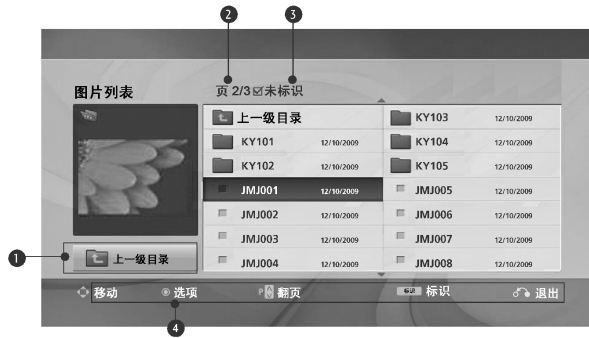 2 3
图片列表 页 2/3 未标识
上一级目录 KY103 12/10/2009
KY101 12/10/2009 KY104 12/10/2009
KY102 12/10/2009 KY105 12/10/2009
JMJ001 12/10/2009 JMJ005 12/10/2009
JMJ002 12/10/2009 JMJ006 12/10/2009
JMJ003 12/10/2009 JMJ007 12/10/2009
1 上一级目录 JMJ004 12/10/2009 JMJ008 12/10/2009
移动 选项 P 翻页 标识 标识 退出
4